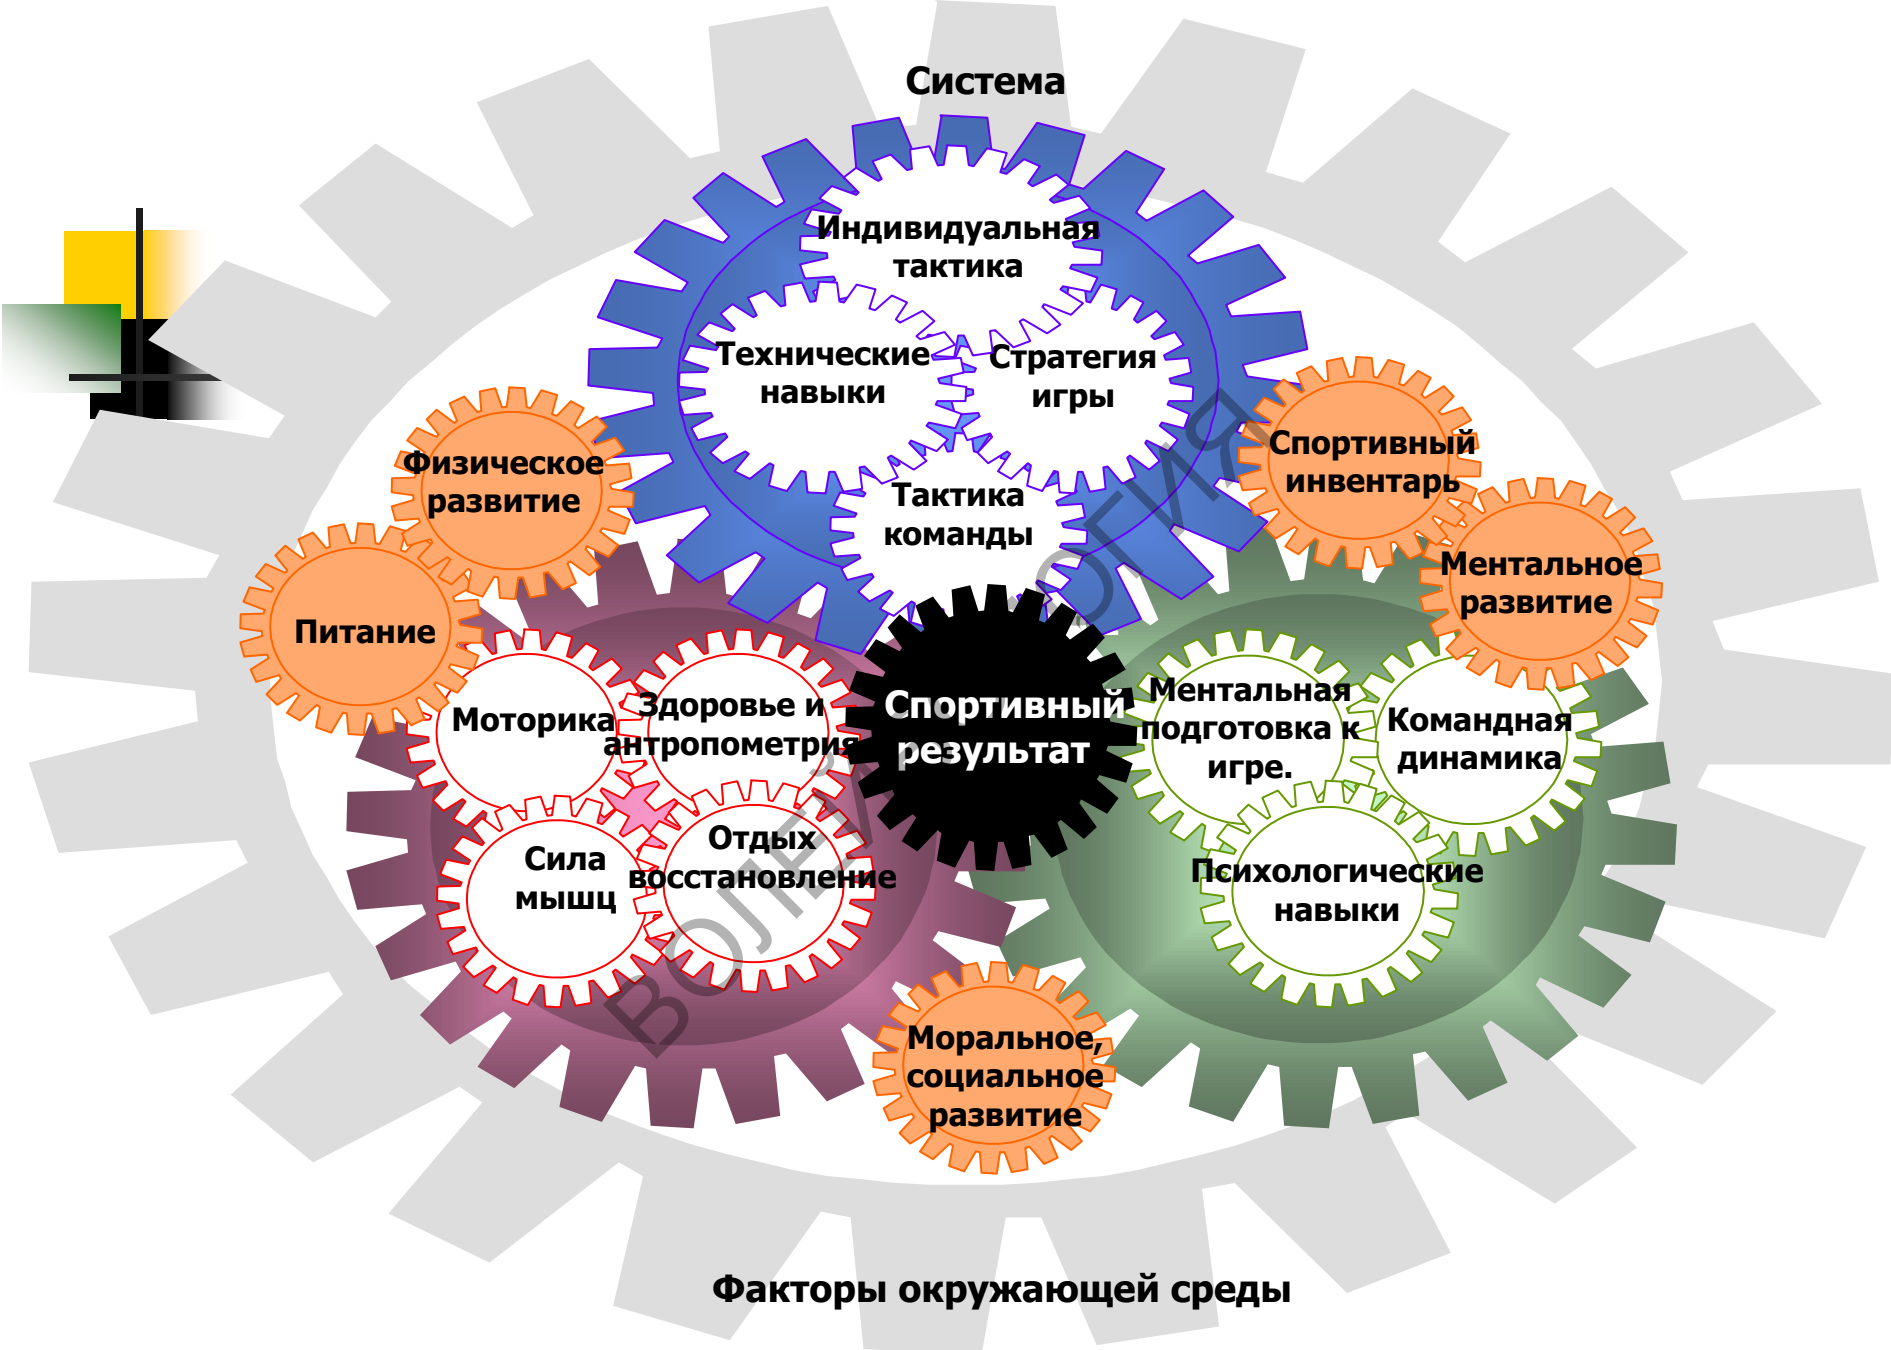 Система
Индивидуальная
тактика
Технические
навыки
Стратегия
игры
Тактика
команды
Физическое
развитие
Питание
Спортивный
инвентарь
Ментальное
развитие
Моторика
Здоровье и
антропометрия
Сила
мышц
Отдых
восстановление
Спортивный
результат
Ментальная
подготовка к
игре.
Командная
динамика
Психологические
навыки
Моральное,
социальное
развитие
Факторы окружающей среды